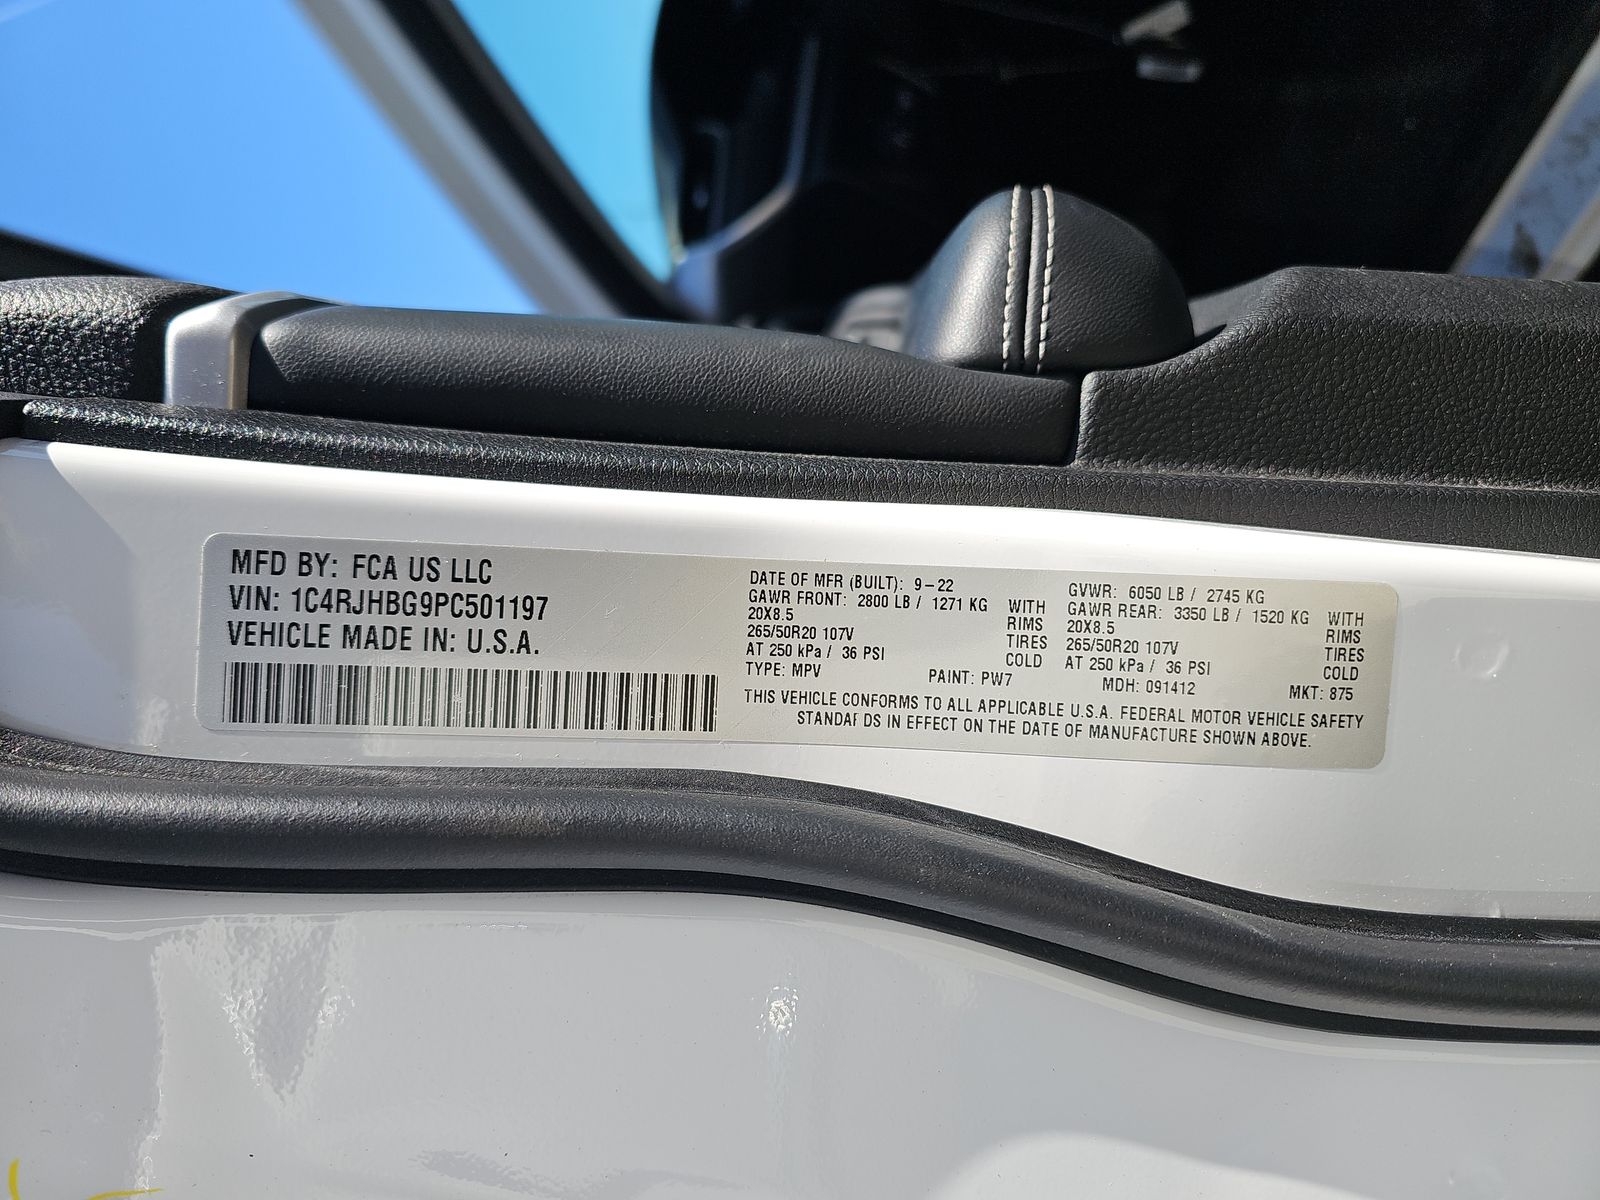 MFD BY: FCA US LLC
VIN: 1C4RJHBG9PC501197
VEHICLE MADE IN: U.S.A.
DATE OF MFR (BUILT): 9-22
GAWR FRONT: 2800 LB / 1271 KG WITH
20X8.5 RIMS
265/50R20 107V TIRES
AT 250 kPa / 36 PSI COLD
TYPE: MPV PAINT: PW7
GVWR: 6050 LB / 2745 KG
GAWR REAR: 3350 LB / 1520 KG WITH
20X8.5 RIMS
265/50R20 107V TIRES
AT 250 kPa / 36 PSI COLD
MDH: 091412 MKT: 875
THIS VEHICLE CONFORMS TO ALL APPLICABLE U.S.A. FEDERAL MOTOR VEHICLE SAFETY
STANDARDS IN EFFECT ON THE DATE OF MANUFACTURE SHOWN ABOVE.